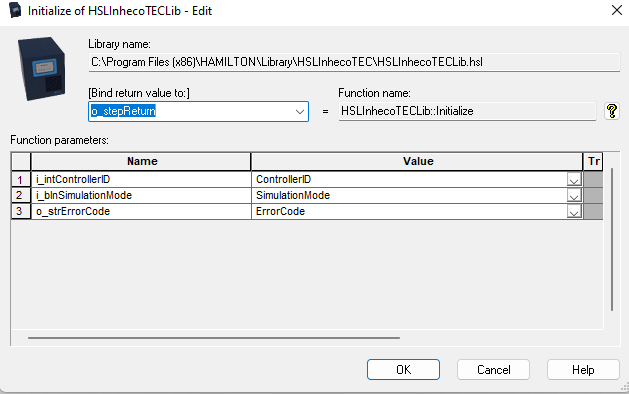 Initialize of HSLInhecoTECLib - Edit
Library name:
C:\Program Files (x86)\HAMILTON\Library\HSLInhecoTEC\HSLInhecoTECLib.hsl
[Bind return value to:] Function name:
o_stepReturn = HSLInhecoTECLib::Initialize
Function parameters:
Name Value Tr
1 i_intControllerID ControllerID
2 i_blnSimulationMode SimulationMode
3 o_strErrorCode ErrorCode
OK Cancel Help